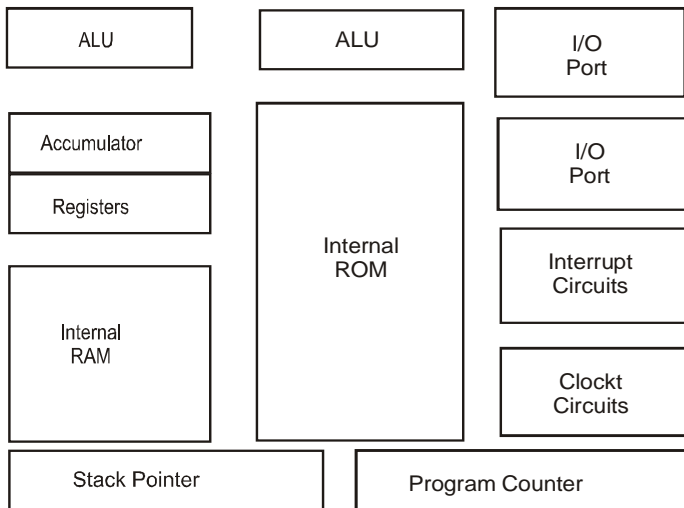 ALU
ALU
I/O
Port
Accumulator
Registers
I/O
Port
Internal
ROM
Interrupt
Circuits
Internal
RAM
Clockt
Circuits
Stack Pointer
Program Counter